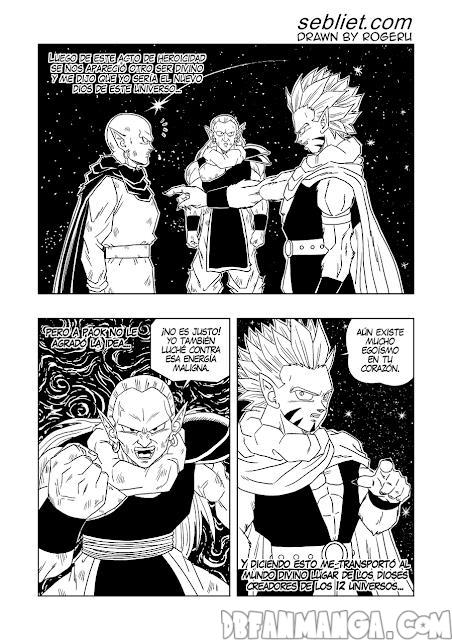 sebliet.com
DRAWN BY ROGERU
LUEGO DE ESTE ACTO DE HEROICIDAD
SE NOS APARECIÓ OTRO SER DIVINO
Y ME DIJO QUE YO SERÍA EL NUEVO
DIOS DE ESTE UNIVERSO...
PERO A PAOK NO LE
AGRADÓ LA IDEA...
¡NO ES JUSTO! YO
TAMBIÉN
LUCHÉ CONTRA
ESA ENERGÍA
MALIGNA.
AÚN EXISTE
MUCHO
EGOÍSMO
EN TU
CORAZÓN.
Y DICIENDO ESTO ME TRANSPORTÓ AL
MUNDO DIVINO LUGAR DE LOS DIOSES
CREADORES DE LOS 12 UNIVERSOS...
DBFANMANGA.COM